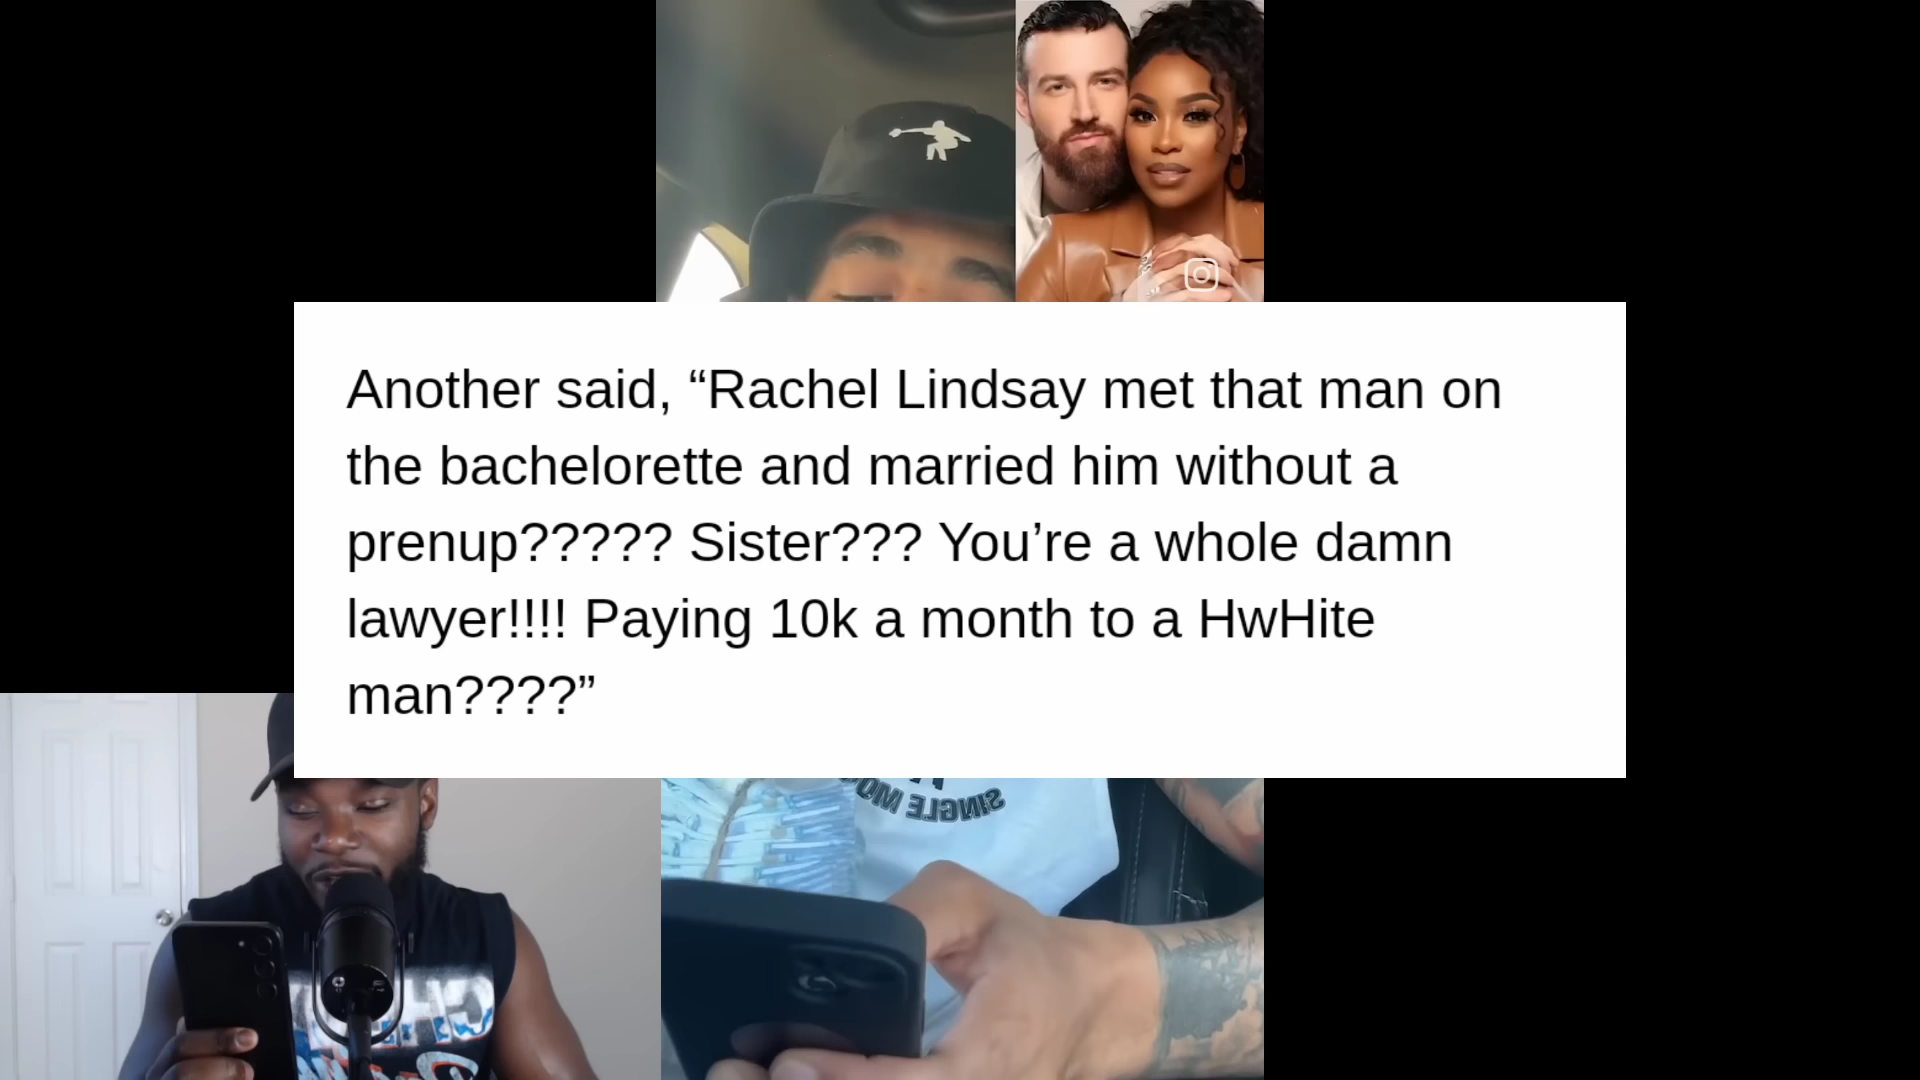 Another said, “Rachel Lindsay met that man on
the bachelorette and married him without a
prenup????? Sister??? You’re a whole damn
lawyer!!!! Paying 10k a month to a HwHite
man????”
SINGLE